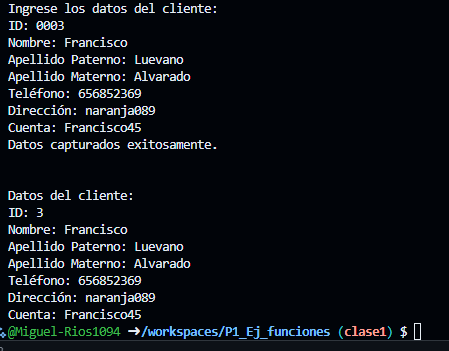 Ingrese los datos del cliente:
ID: 0003
Nombre: Francisco
Apellido Paterno: Luevano
Apellido Materno: Alvarado
Teléfono: 656852369
Dirección: naranja089
Cuenta: Francisco45
Datos capturados exitosamente.
Datos del cliente:
ID: 3
Nombre: Francisco
Apellido Paterno: Luevano
Apellido Materno: Alvarado
Teléfono: 656852369
Dirección: naranja089
Cuenta: Francisco45
@Miguel-Rios1094 ➜/workspaces/P1_Ej_funciones (clase1) $